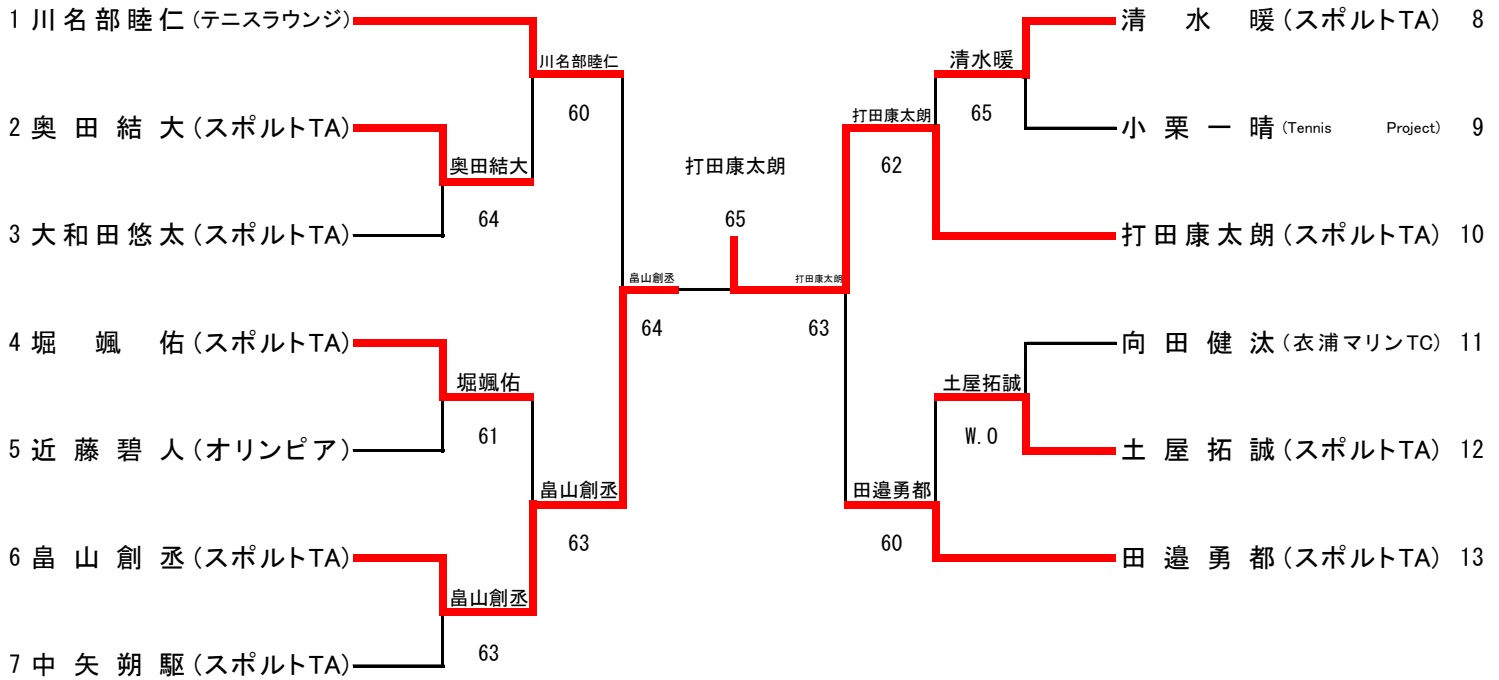 1 川名部睦仁 (テニスラウンジ)
川名部睦仁
60
2 奥田結大 (スポルトTA)
奥田結大
64
3 大和田悠太 (スポルトTA)
4 堀颯佑 (スポルトTA)
堀颯佑
61
5 近藤碧人 (オリンピア)
畠山創丞
63
6 畠山創丞 (スポルトTA)
畠山創丞
63
7 中矢朔駆 (スポルトTA)
畠山創丞
64
打田康太朗
65
打田康太朗
63
清水暖 (スポルトTA) 8
清水暖
65
小栗一晴 (Tennis Project) 9
打田康太朗
62
打田康太朗 (スポルトTA) 10
向田健汰 (衣浦マリンTC) 11
土屋拓誠
W.O
土屋拓誠 (スポルトTA) 12
田邉勇都
60
田邉勇都 (スポルトTA) 13